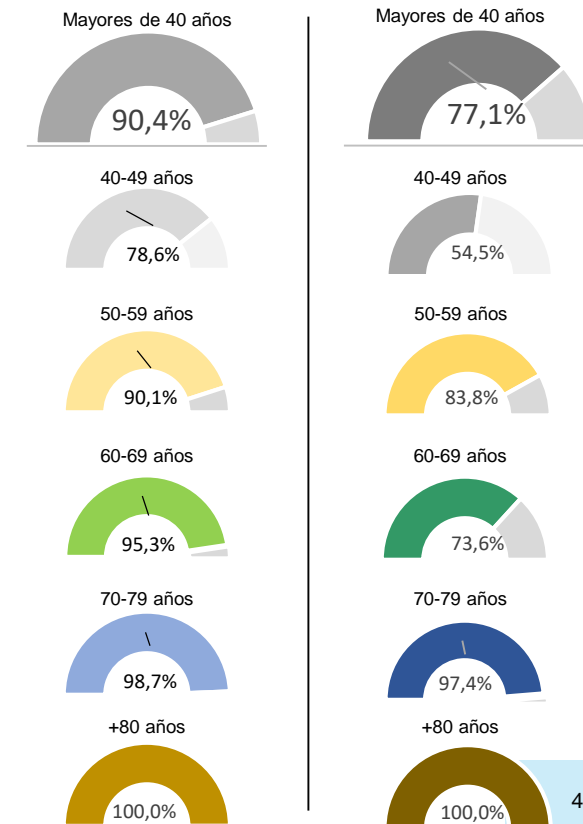 Mayores de 40 años
90,4%
40-49 años
78,6%
50-59 años
90,1%
60-69 años
95,3%
70-79 años
98,7%
+80 años
100,0%
Mayores de 40 años
77,1%
40-49 años
54,5%
50-59 años
83,8%
60-69 años
73,6%
70-79 años
97,4%
+80 años
100,0%
4